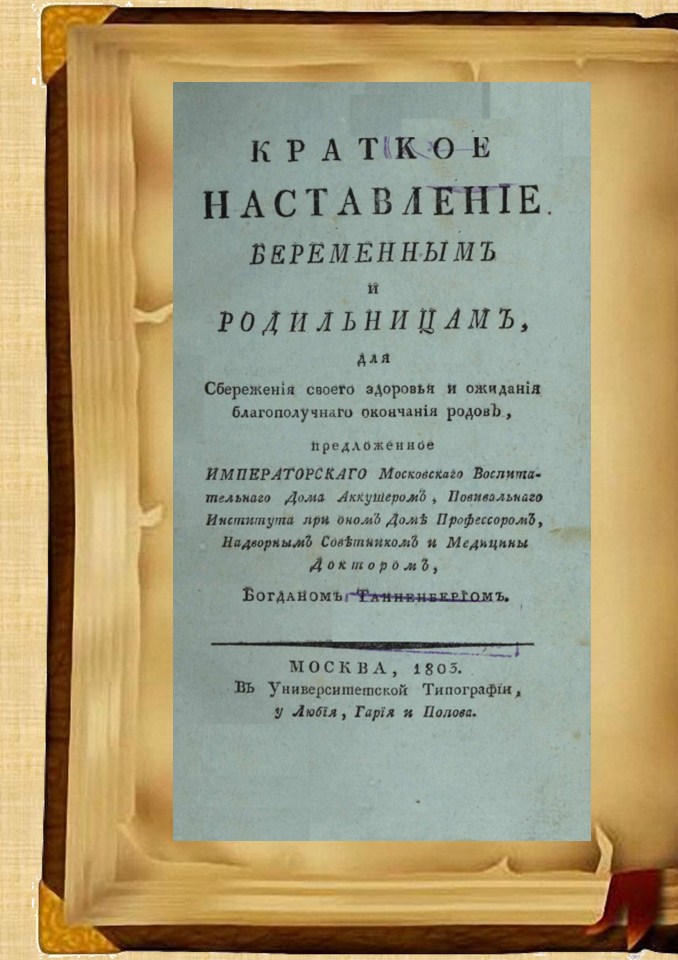 КРАТКОЕ
НАСТАВЛЕНІЕ.
БЕРЕМЕННЫМЪ
И
РОДИЛЬНИЦАМЪ,
для
Сбереженія своего здоровья и ожиданія
благополучнаго окончанія родовъ,
предложенное
ИМПЕРАТОРСКАГО Московскаго Воспита-
тельнаго Дома Аккушеромъ, Повивальнаго
Института при ономъ Домѣ Профессоромъ,
Надворнымъ Совѣтникомъ и Медицины
Докторомъ,
Богданомъ Танненбергомъ.
МОСКВА, 1803.
Въ Университетской Типографіи,
у Любія, Гарія и Попова.